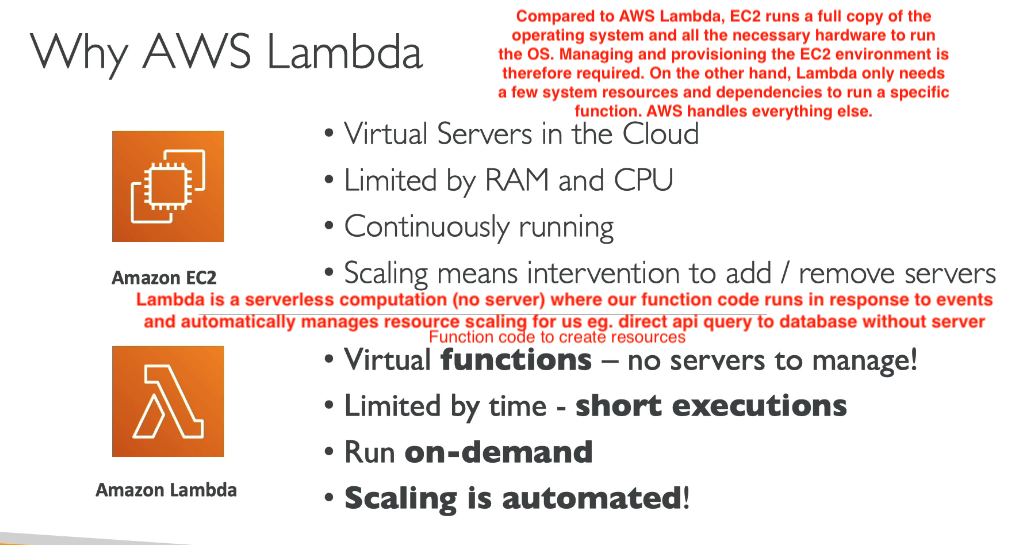 Compared to AWS Lambda, EC2 runs a full copy of the
operating system and all the necessary hardware to run
the OS. Managing and provisioning the EC2 environment is
therefore required. On the other hand, Lambda only needs
a few system resources and dependencies to run a specific
function. AWS handles everything else.
Why AWS Lambda
• Virtual Servers in the Cloud
• Limited by RAM and CPU
• Continuously running
• Scaling means intervention to add / remove servers
Amazon EC2
Lambda is a serverless computation (no server) where our function code runs in response to events
and automatically manages resource scaling for us eg. direct api query to database without server
Function code to create resources
• Virtual functions – no servers to manage!
• Limited by time - short executions
• Run on-demand
• Scaling is automated!
Amazon Lambda